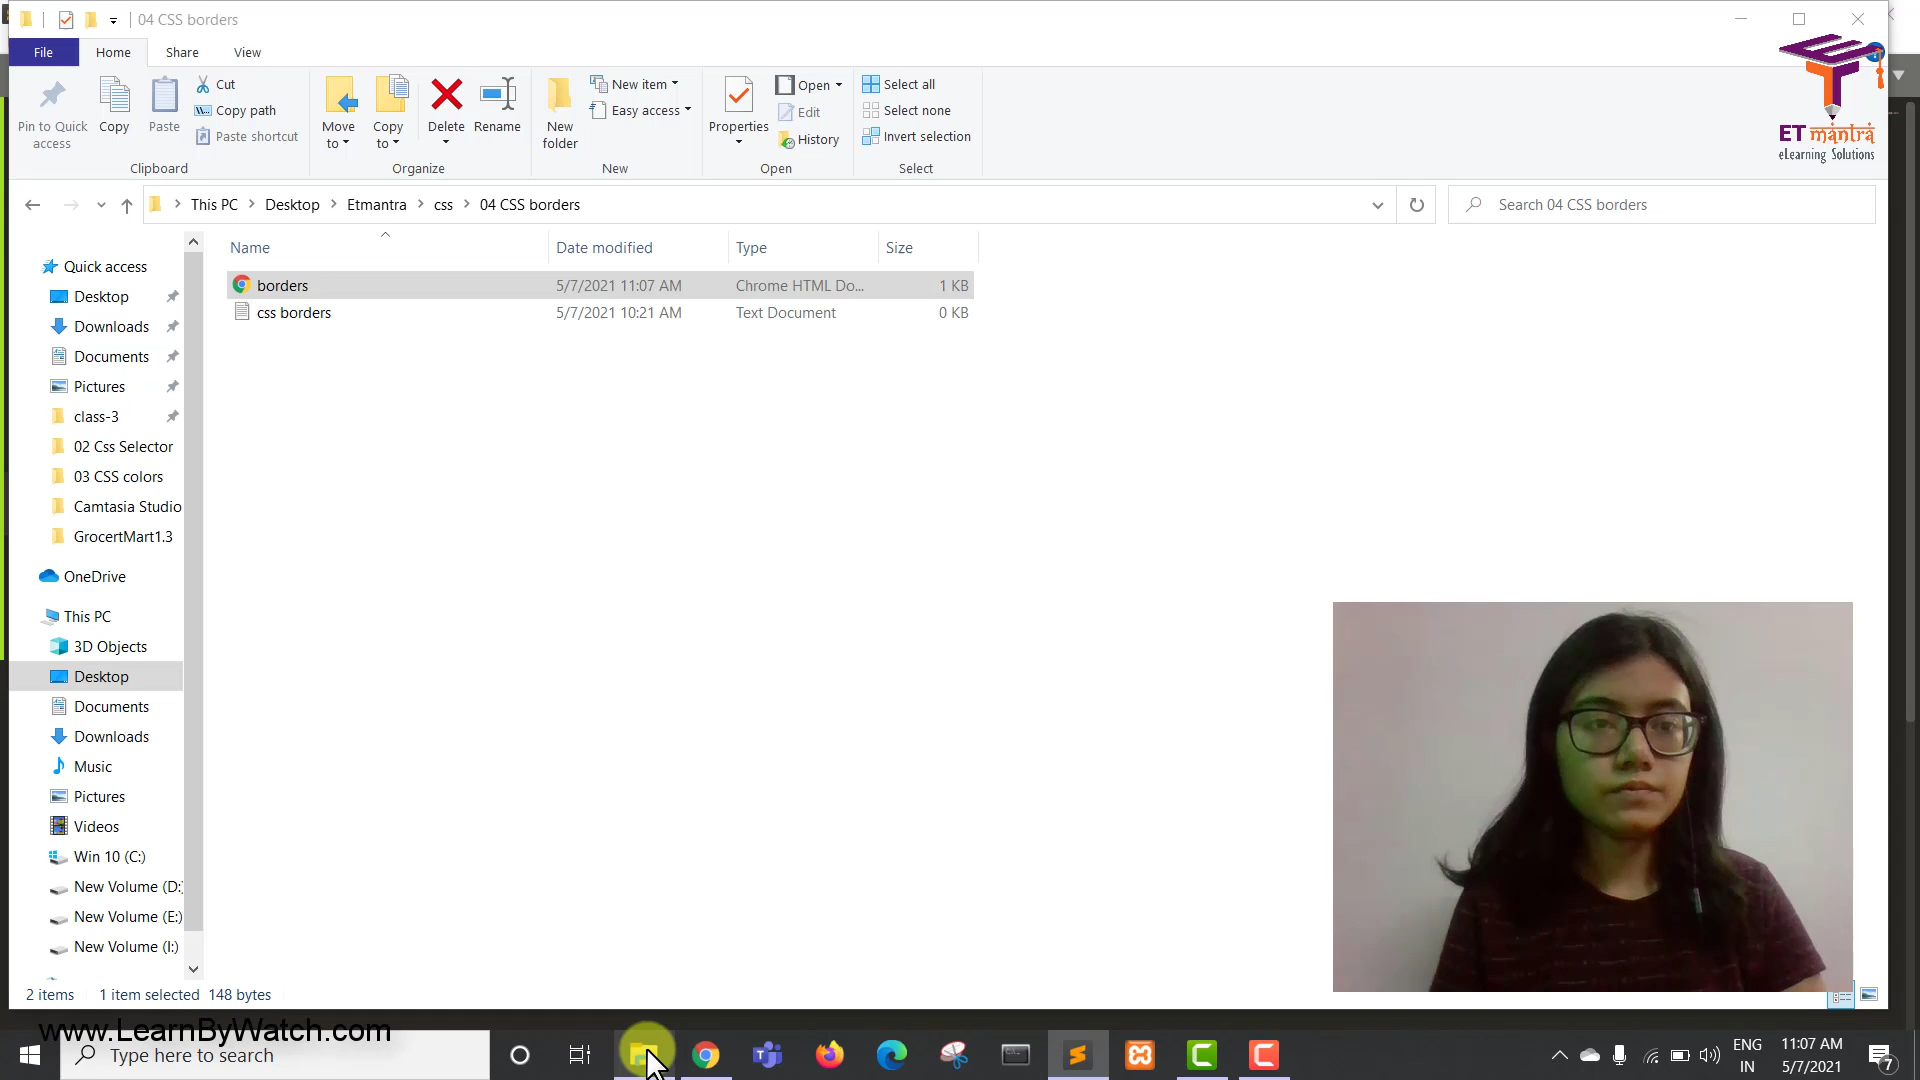 04 CSS borders
File
Home
Share
View
Pin to Quick
access
Copy
Paste
Cut
Copy path
Paste shortcut
Clipboard
Move
to
Copy
to
Delete
Rename
Organize
New
folder
New item
Easy access
New
Properties
Open
Edit
History
Open
Select all
Select none
Invert selection
Select
ET mantra
eLearning Solutions
This PC
Desktop
Etmantra
css
04 CSS borders
Search 04 CSS borders
Name
Date modified
Type
Size
borders
5/7/2021 11:07 AM
Chrome HTML Do...
1 KB
css borders
5/7/2021 10:21 AM
Text Document
0 KB
Quick access
Desktop
Downloads
Documents
Pictures
class-3
02 Css Selector
03 CSS colors
Camtasia Studio
GrocertMart1.3
OneDrive
This PC
3D Objects
Desktop
Documents
Downloads
Music
Pictures
Videos
Win 10 (C:)
New Volume (D:)
New Volume (E:)
New Volume (I:)
2 items
1 item selected
148 bytes
www.LearnByWatch.com
Type here to search
ENG
IN
11:07 AM
5/7/2021
7